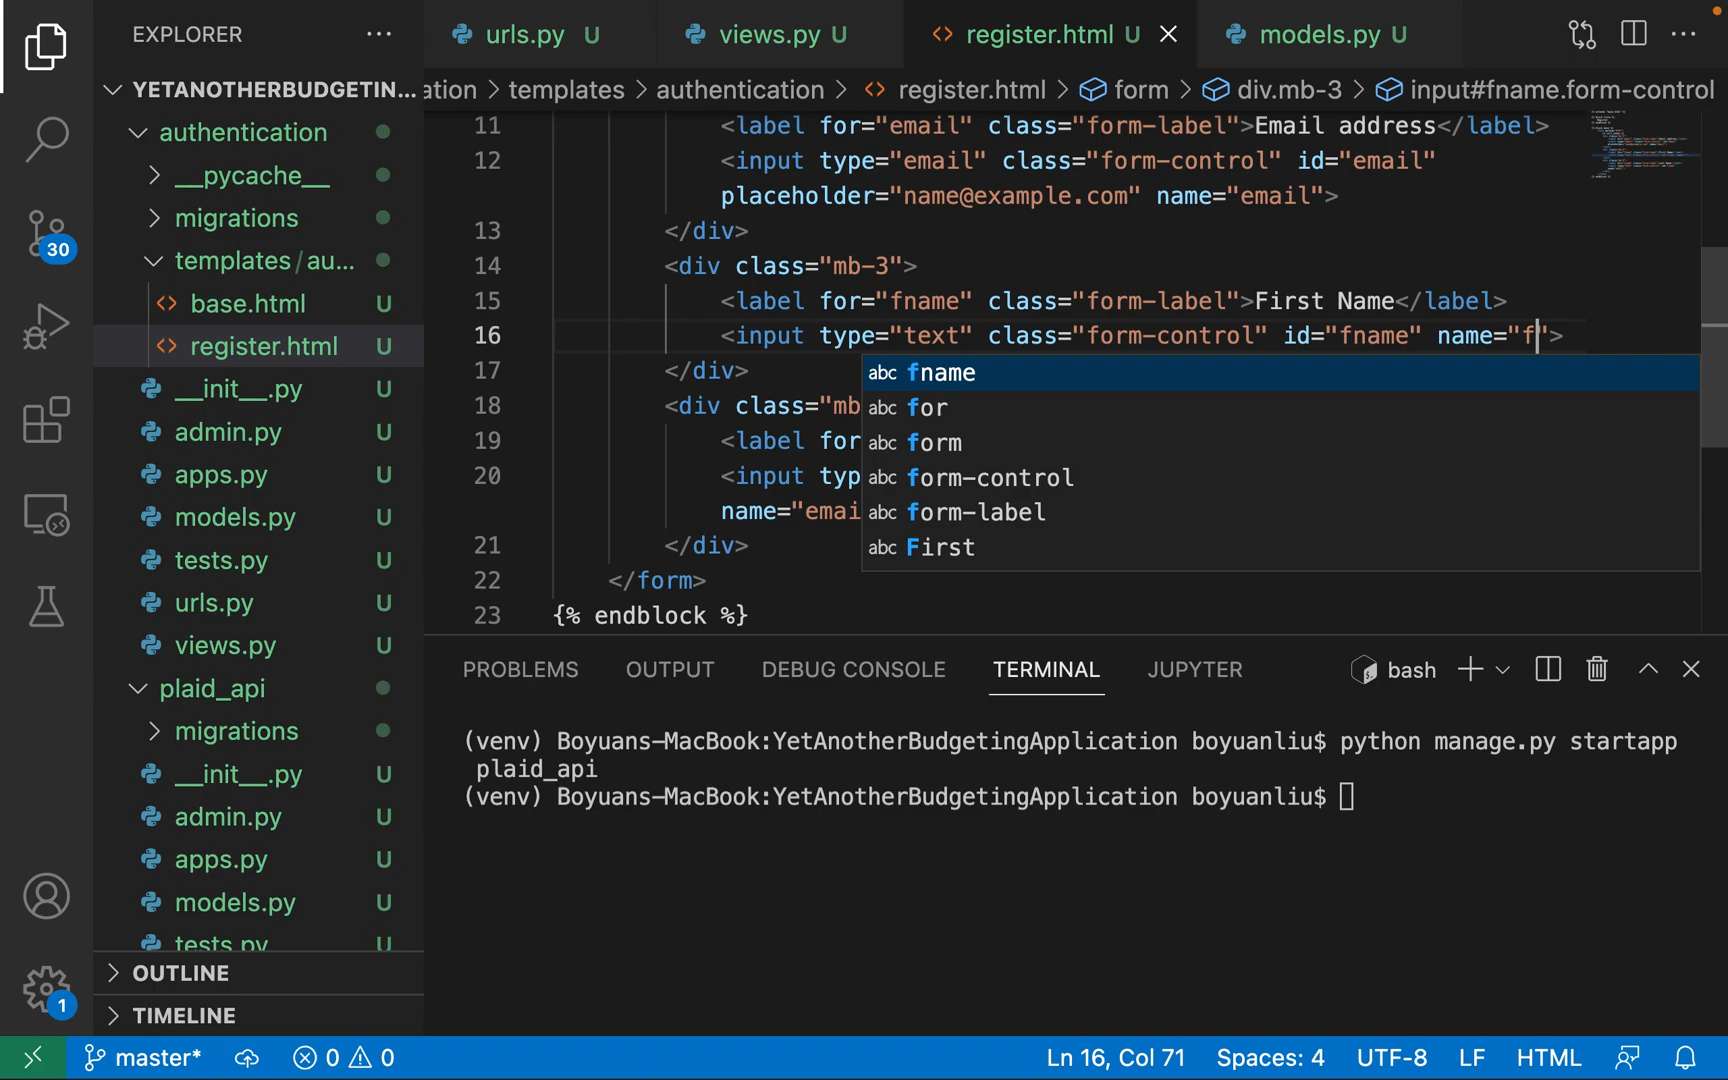 EXPLORER
urls.py U
views.py U
register.html U
models.py U
YETANOTHERBUDGETIN...
ation > templates > authentication > register.html > form > div.mb-3 > input#fname.form-control
authentication
__pycache__
migrations
templates/au...
base.html U
register.html U
__init__.py U
admin.py U
apps.py U
models.py U
tests.py U
urls.py U
views.py U
plaid_api
migrations
__init__.py U
admin.py U
apps.py U
models.py U
tests.py U
OUTLINE
TIMELINE
30
1
11 <label for="email" class="form-label">Email address</label>
12 <input type="email" class="form-control" id="email"
placeholder="name@example.com" name="email">
13 </div>
14 <div class="mb-3">
15 <label for="fname" class="form-label">First Name</label>
16 <input type="text" class="form-control" id="fname" name="f">
17 </div>
18 <div class="mb
19 <label for
20 <input typ
name="emai
21 </div>
22 </form>
23 {% endblock %}
abc fname
abc for
abc form
abc form-control
abc form-label
abc First
PROBLEMS OUTPUT DEBUG CONSOLE TERMINAL JUPYTER bash
(venv) Boyuans-MacBook:YetAnotherBudgetingApplication boyuanliu$ python manage.py startapp
plaid_api
(venv) Boyuans-MacBook:YetAnotherBudgetingApplication boyuanliu$
master* 0 0 Ln 16, Col 71 Spaces: 4 UTF-8 LF HTML